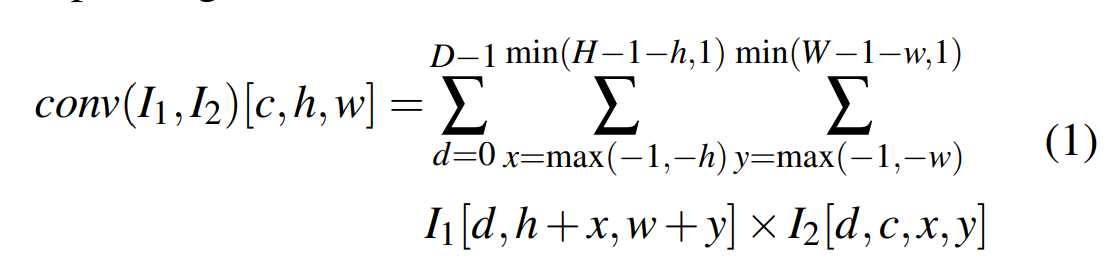 conv(I₁,I₂)[c,h,w] = ∑_{d=0}^{D−1} ∑_{x=max(−1,−h)}^{min(H−1−h,1)} ∑_{y=max(−1,−w)}^{min(W−1−w,1)} (1)
I₁[d,h+x,w+y] × I₂[d,c,x,y]